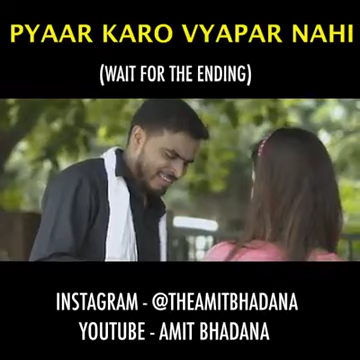 PYAAR KARO VYAPAR NAHI
(WAIT FOR THE ENDING)
INSTAGRAM - @THEAMITBHADANA
YOUTUBE - AMIT BHADANA